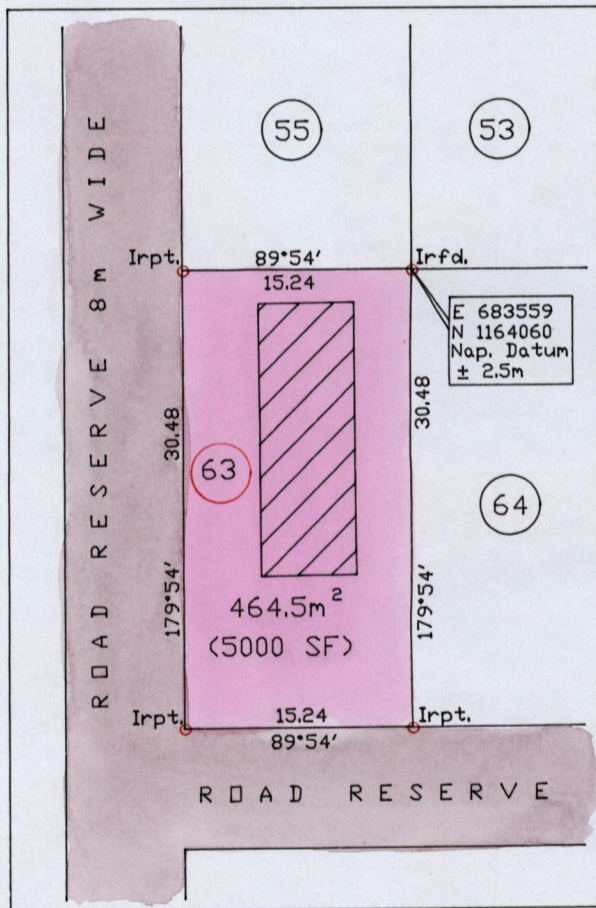 55
53
ROAD RESERVE 8m WIDE
Irpt.
89°54'
Irfd.
15.24
E 683559
N 1164060
Nap. Datum
± 2.5m
30.48
30.48
63
64
179°54'
179°54'
464.5m²
(5000 SF)
Irpt.
15.24
Irpt.
89°54'
ROAD RESERVE